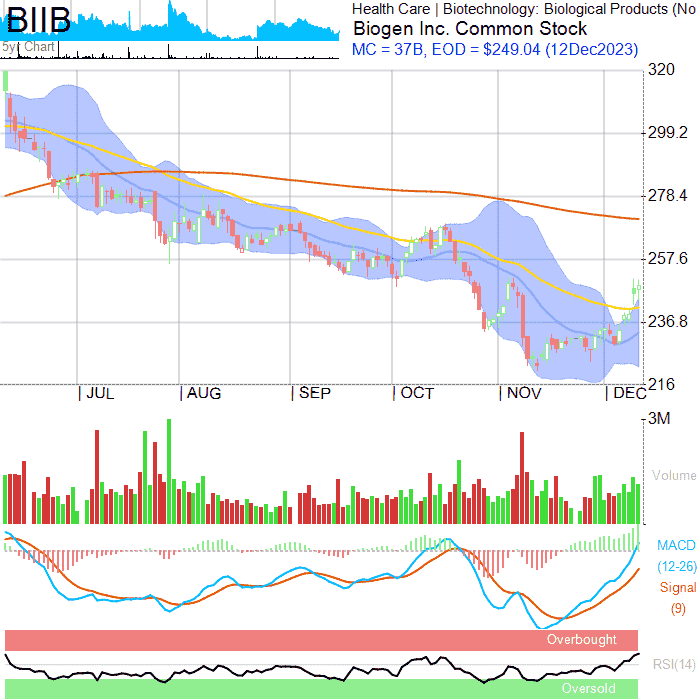 BIIB
5yr Chart
Health Care | Biotechnology: Biological Products (No
Biogen Inc. Common Stock
MC = 37B, EOD = $249.04 (12Dec2023)
320
299.2
278.4
257.6
236.8
216
JUL AUG SEP OCT NOV DEC
3M
Volume
MACD
(12-26)
Signal
(9)
Overbought
RSI(14)
Oversold